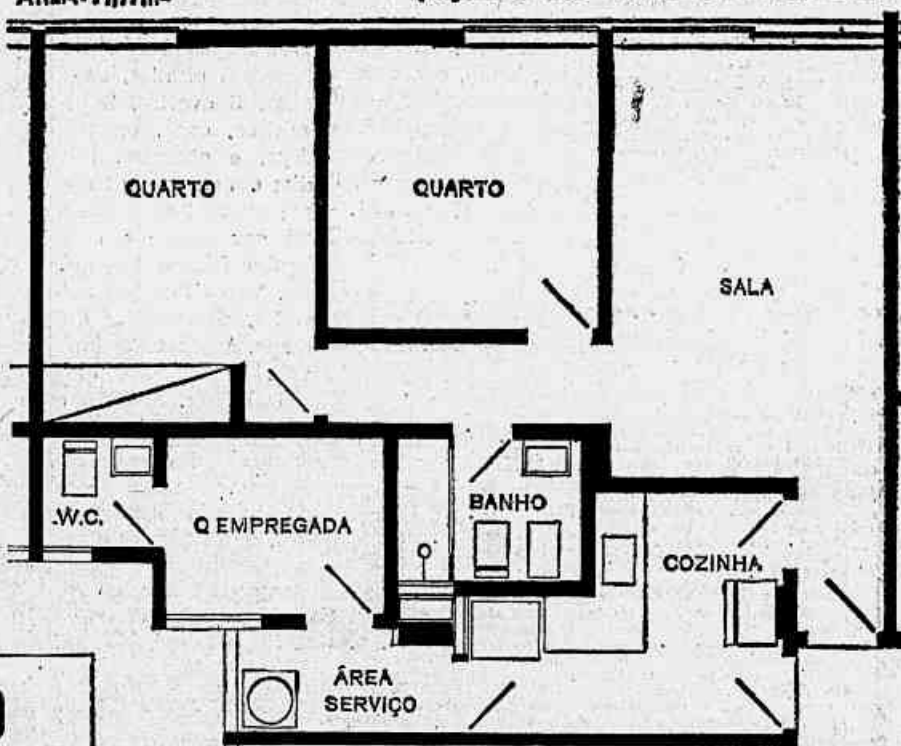 QUARTO
QUARTO
SALA
W.C.
Q EMPREGADA
BANHO
COZINHA
ÁREA
SERVIÇO